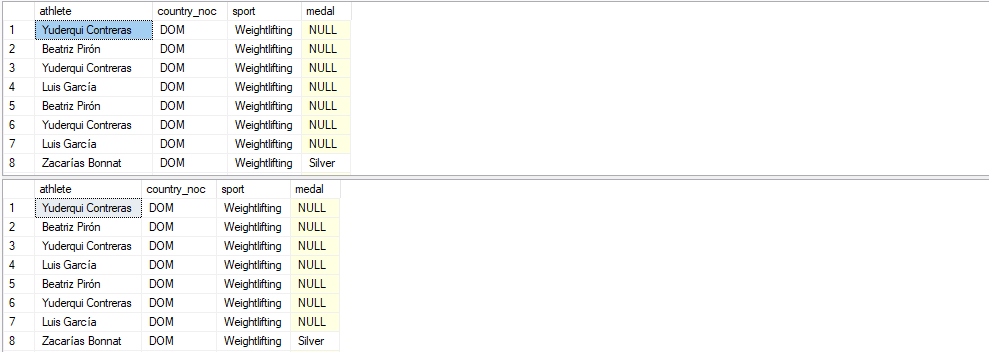 athlete country_noc sport medal
1 Yuderqui Contreras DOM Weightlifting NULL
2 Beatriz Pirón DOM Weightlifting NULL
3 Yuderqui Contreras DOM Weightlifting NULL
4 Luis García DOM Weightlifting NULL
5 Beatriz Pirón DOM Weightlifting NULL
6 Yuderqui Contreras DOM Weightlifting NULL
7 Luis García DOM Weightlifting NULL
8 Zacarías Bonnat DOM Weightlifting Silver
athlete country_noc sport medal
1 Yuderqui Contreras DOM Weightlifting NULL
2 Beatriz Pirón DOM Weightlifting NULL
3 Yuderqui Contreras DOM Weightlifting NULL
4 Luis García DOM Weightlifting NULL
5 Beatriz Pirón DOM Weightlifting NULL
6 Yuderqui Contreras DOM Weightlifting NULL
7 Luis García DOM Weightlifting NULL
8 Zacarías Bonnat DOM Weightlifting Silver